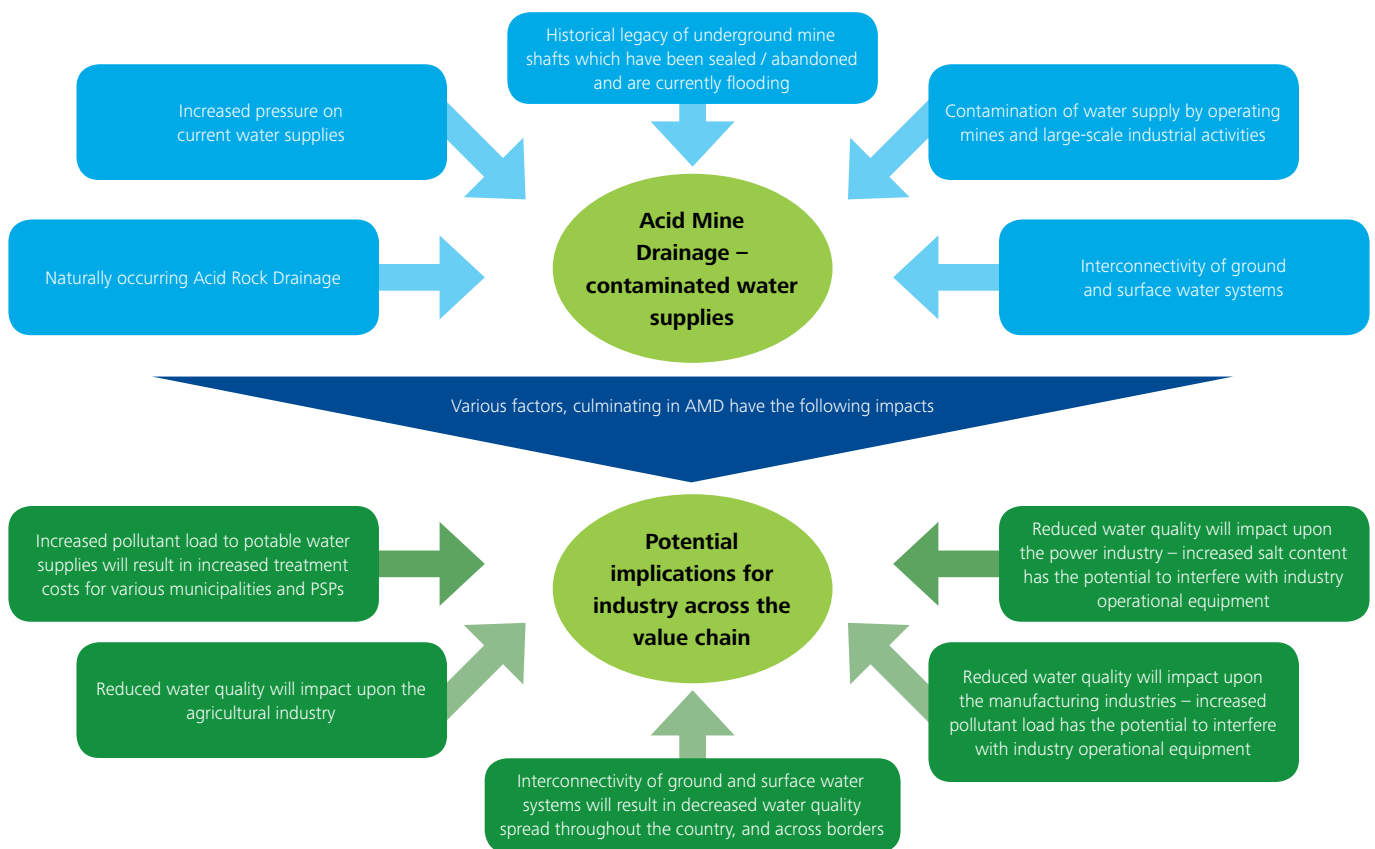 Historical legacy of underground mine
shafts which have been sealed / abandoned
and are currently flooding
Increased pressure on
current water supplies
Contamination of water supply by operating
mines and large-scale industrial activities
Naturally occurring Acid Rock Drainage
Acid Mine
Drainage –
contaminated water
supplies
Interconnectivity of ground
and surface water systems
Various factors, culminating in AMD have the following impacts
Increased pollutant load to potable water
supplies will result in increased treatment
costs for various municipalities and PSPs
Potential
implications for
industry across the
value chain
Reduced water quality will impact upon
the power industry – increased salt content
has the potential to interfere with industry
operational equipment
Reduced water quality will impact upon the
agricultural industry
Reduced water quality will impact upon
the manufacturing industries – increased
pollutant load has the potential to interfere
with industry operational equipment
Interconnectivity of ground and surface water
systems will result in decreased water quality
spread throughout the country, and across borders